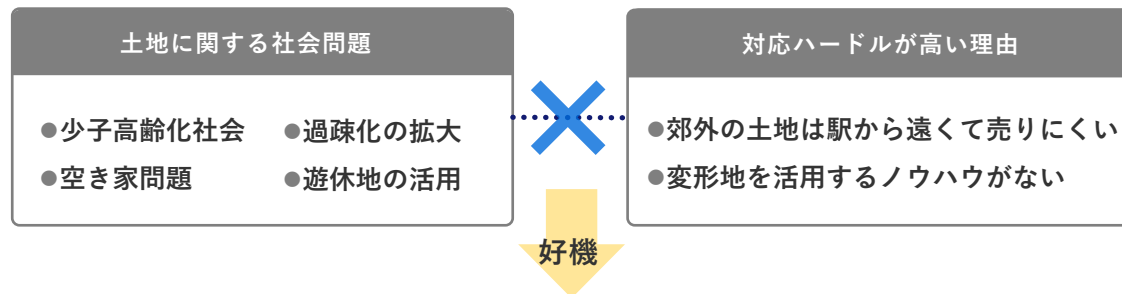 土地に関する社会問題
●少子高齢化社会 ●過疎化の拡大
●空き家問題 ●遊休地の活用
対応ハードルが高い理由
●郊外の土地は駅から遠くて売りにくい
●変形地を活用するノウハウがない
好機